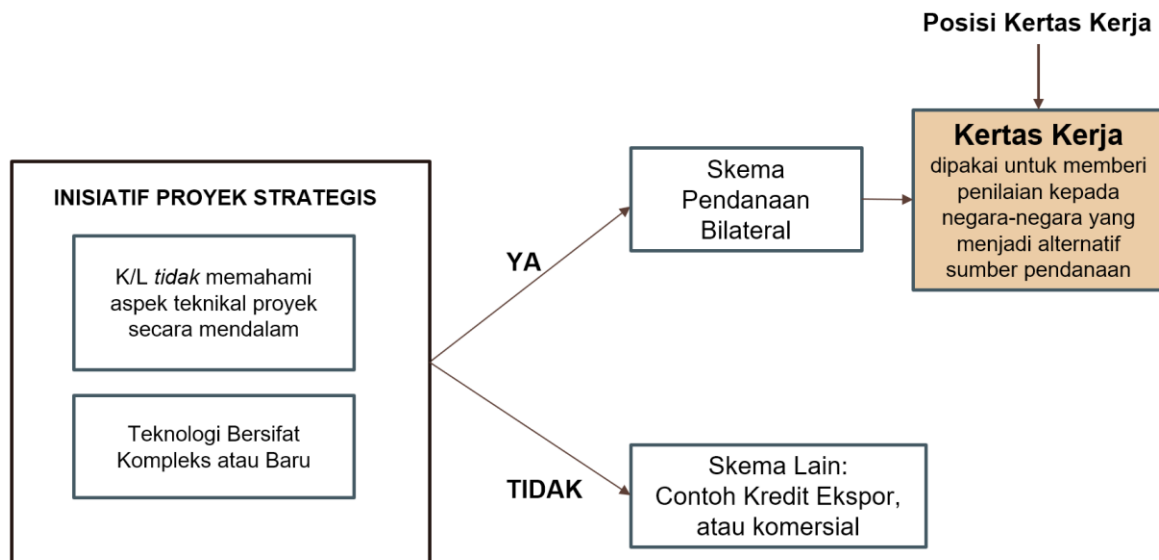 Posisi Kertas Kerja
Kertas Kerja
dipakai untuk memberi
penilaian kepada
negara-negara yang
menjadi alternatif
sumber pendanaan
Skema
Pendanaan
Bilateral
INISIATIF PROYEK STRATEGIS
K/L tidak memahami
aspek teknikal proyek
secara mendalam
YA
Teknologi Bersifat
Kompleks atau Baru
TIDAK
Skema Lain:
Contoh Kredit Ekspor,
atau komersial